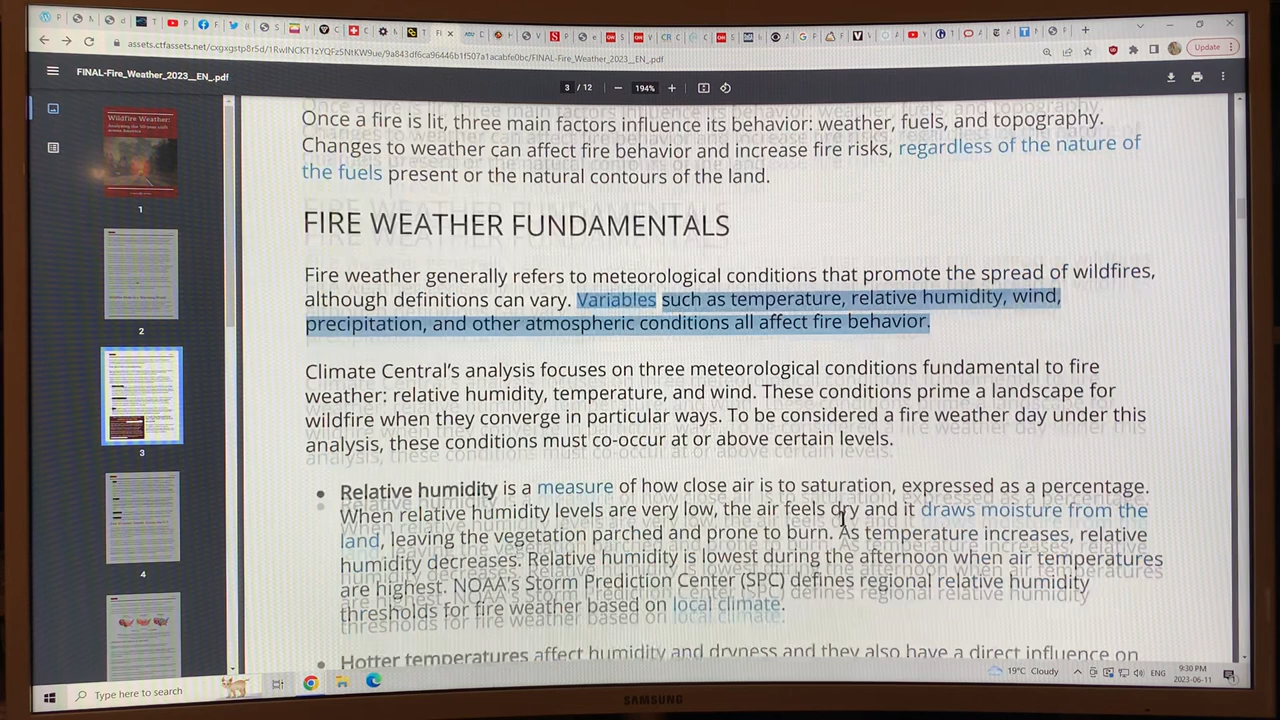 assets.ctfassets.net/cxgxgstp8r5d/1RwINCKT1zYQFz5NtKW9ue/9a843df6ca96446b1f507a1acabfe0bc/FINAL-Fire_Weather_2023__EN_.pdf
Update
FINAL-Fire_Weather_2023__EN_.pdf
3 / 12
194%
Wildfire Weather:
1
2
3
4
Once a fire is lit, three main factors influence its behavior: weather, fuels, and topography.
Changes to weather can affect fire behavior and increase fire risks, regardless of the nature of
the fuels present or the natural contours of the land.
FIRE WEATHER FUNDAMENTALS
Fire weather generally refers to meteorological conditions that promote the spread of wildfires,
although definitions can vary. Variables such as temperature, relative humidity, wind,
precipitation, and other atmospheric conditions all affect fire behavior.
Climate Central's analysis focuses on three meteorological conditions fundamental to fire
weather: relative humidity, temperature, and wind. These conditions prime a landscape for
wildfire when they converge in particular ways. To be considered a fire weather day under this
analysis, these conditions must co-occur at or above certain levels.
• Relative humidity is a measure of how close air is to saturation, expressed as a percentage.
When relative humidity levels are very low, the air feels dry and it draws moisture from the
land, leaving the vegetation parched and prone to burn. As temperature increases, relative
humidity decreases. Relative humidity is lowest during the afternoon when air temperatures
are highest. NOAA's Storm Prediction Center (SPC) defines regional relative humidity
thresholds for fire weather based on local climate.
• Hotter temperatures affect humidity and dryness and they also have a direct influence on
Type here to search
19°C Cloudy
ENG
9:30 PM
2023-06-11
SAMSUNG